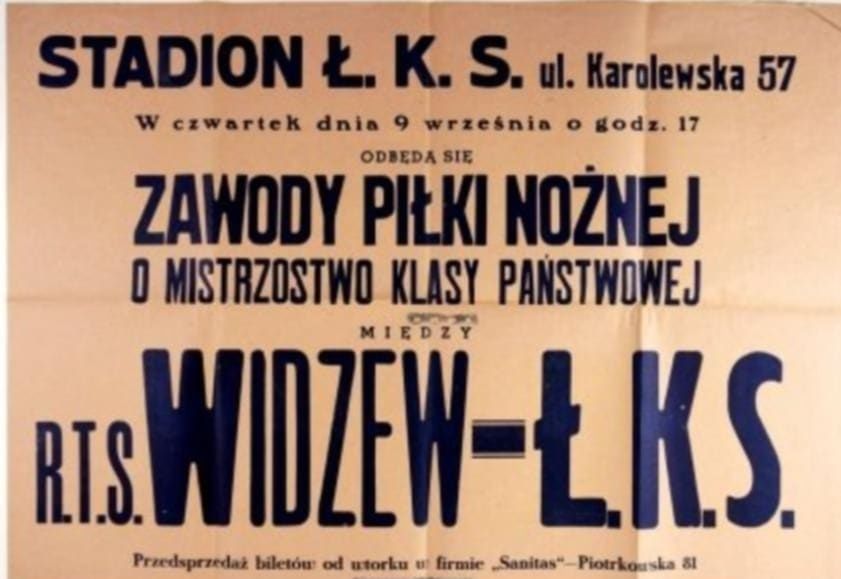 STADION Ł. K. S. ul. Karolewska 57
W czwartek dnia 9 września o godz. 17
ODBĘDĄ SIĘ
ZAWODY PIŁKI NOŻNEJ
O MISTRZOSTWO KLASY PAŃSTWOWEJ
MIĘDZY
R.T.S. WIDZEW–Ł.K.S.
Przedsprzedaż biletów od wtorku w firmie „Sanitas“–Piotrkowska 81